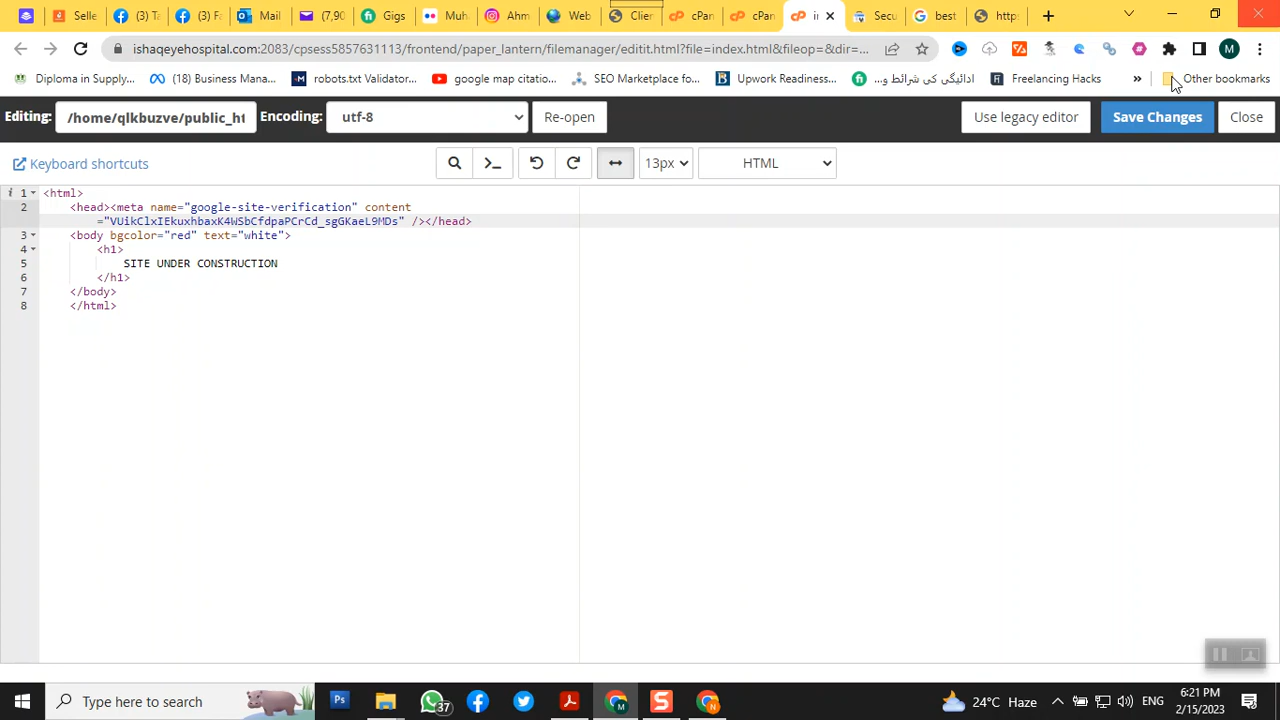 Selle
(3) Ta
(3) Fa
Mail
(7,90
Gigs
Muh
Ahm
Web
Clien
cPan
cPan
in
Secu
best
http
ishaqeyehospital.com:2083/cpsess5857631113/frontend/paper_lantern/filemanager/editit.html?file=index.html&fileop=&dir=...
M
Diploma in Supply...
(18) Business Mana...
robots.txt Validator...
google map citatio...
SEO Marketplace fo...
Upwork Readiness...
ادائیگی کی شرائط و...
Freelancing Hacks
»
Other bookmarks
Editing:
/home/qlkbuzve/public_ht
Encoding:
utf-8
Re-open
Use legacy editor
Save Changes
Close
Keyboard shortcuts
13px
HTML
1 <html>
2 <head><meta name="google-site-verification" content
="VUikClxIEkuxhbaxK4WSbCfdpaPCrCd_sgGKaeL9MDs" /></head>
3 <body bgcolor="red" text="white">
4 <h1>
5 SITE UNDER CONSTRUCTION
6 </h1>
7 </body>
8 </html>
Type here to search
Ps
37
M
S
N
24°C Haze
ENG
6:21 PM
2/15/2023